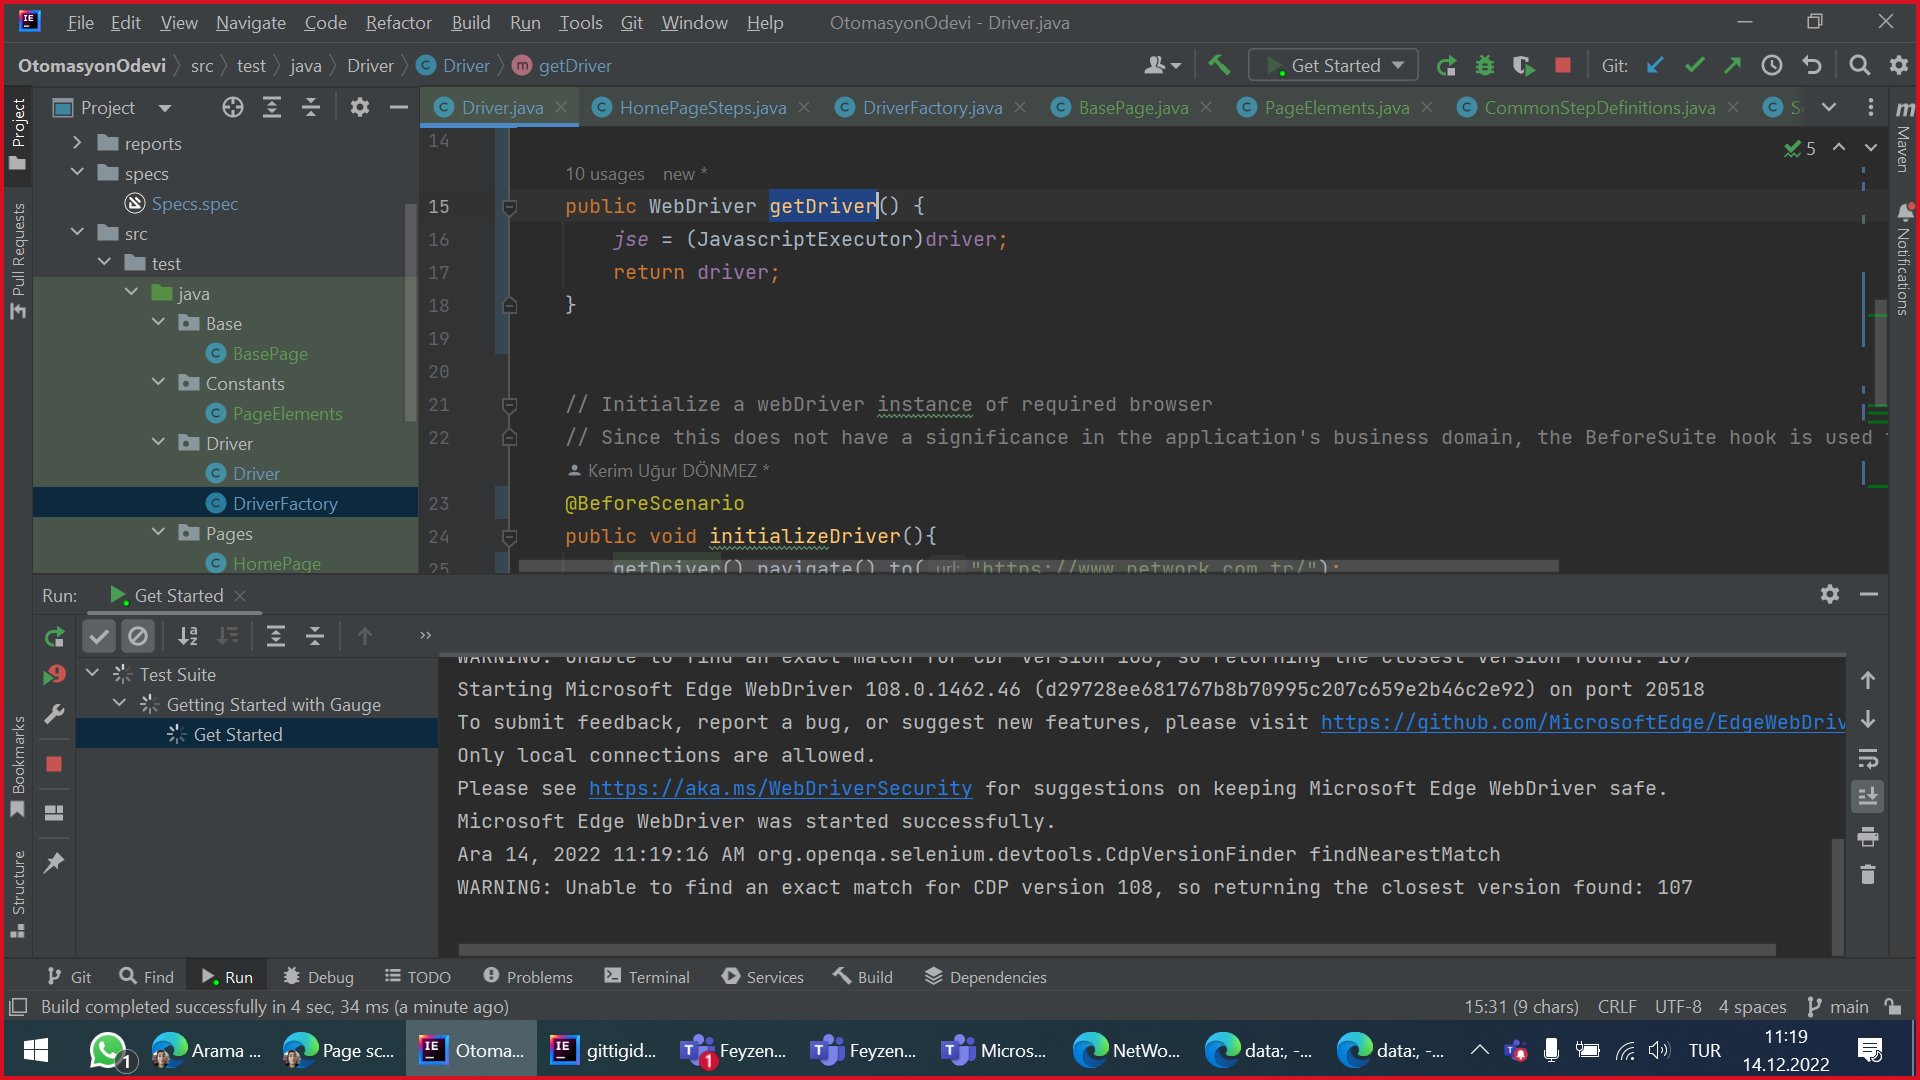 File Edit View Navigate Code Refactor Build Run Tools Git Window Help OtomasyonOdevi - Driver.java
OtomasyonOdevi src test java Driver Driver getDriver Get Started Git:
Project Driver.java HomePageSteps.java DriverFactory.java BasePage.java PageElements.java CommonStepDefinitions.java
Project
Pull Requests
Bookmarks
Structure
Maven
Notifications
reports
specs
Specs.spec
src
test
java
Base
BasePage
Constants
PageElements
Driver
Driver
DriverFactory
Pages
HomePage
5
14
10 usages new *
15 public WebDriver getDriver() {
16 jse = (JavascriptExecutor)driver;
17 return driver;
18 }
19
20
21 // Initialize a webDriver instance of required browser
22 // Since this does not have a significance in the application's business domain, the BeforeSuite hook is used
Kerim Uğur DÖNMEZ *
23 @BeforeScenario
24 public void initializeDriver(){
25 getDriver().navigate().to( url: "https://www.network.com.tr/");
Run: Get Started
Test Suite
Getting Started with Gauge
Get Started
WARNING: Unable to find an exact match for CDP version 108, so returning the closest version found: 107
Starting Microsoft Edge WebDriver 108.0.1462.46 (d29728ee681767b8b70995c207c659e2b46c2e92) on port 20518
To submit feedback, report a bug, or suggest new features, please visit https://github.com/MicrosoftEdge/EdgeWebDriv
Only local connections are allowed.
Please see https://aka.ms/WebDriverSecurity for suggestions on keeping Microsoft Edge WebDriver safe.
Microsoft Edge WebDriver was started successfully.
Ara 14, 2022 11:19:16 AM org.openqa.selenium.devtools.CdpVersionFinder findNearestMatch
WARNING: Unable to find an exact match for CDP version 108, so returning the closest version found: 107
Git Find Run Debug TODO Problems Terminal Services Build Dependencies
Build completed successfully in 4 sec, 34 ms (a minute ago) 15:31 (9 chars) CRLF UTF-8 4 spaces main
1 Arama ... Page sc... Otoma... gittigid... 1 Feyzen... Feyzen... Micros... NetWo... data:, -... data:, -... TUR 11:19
14.12.2022